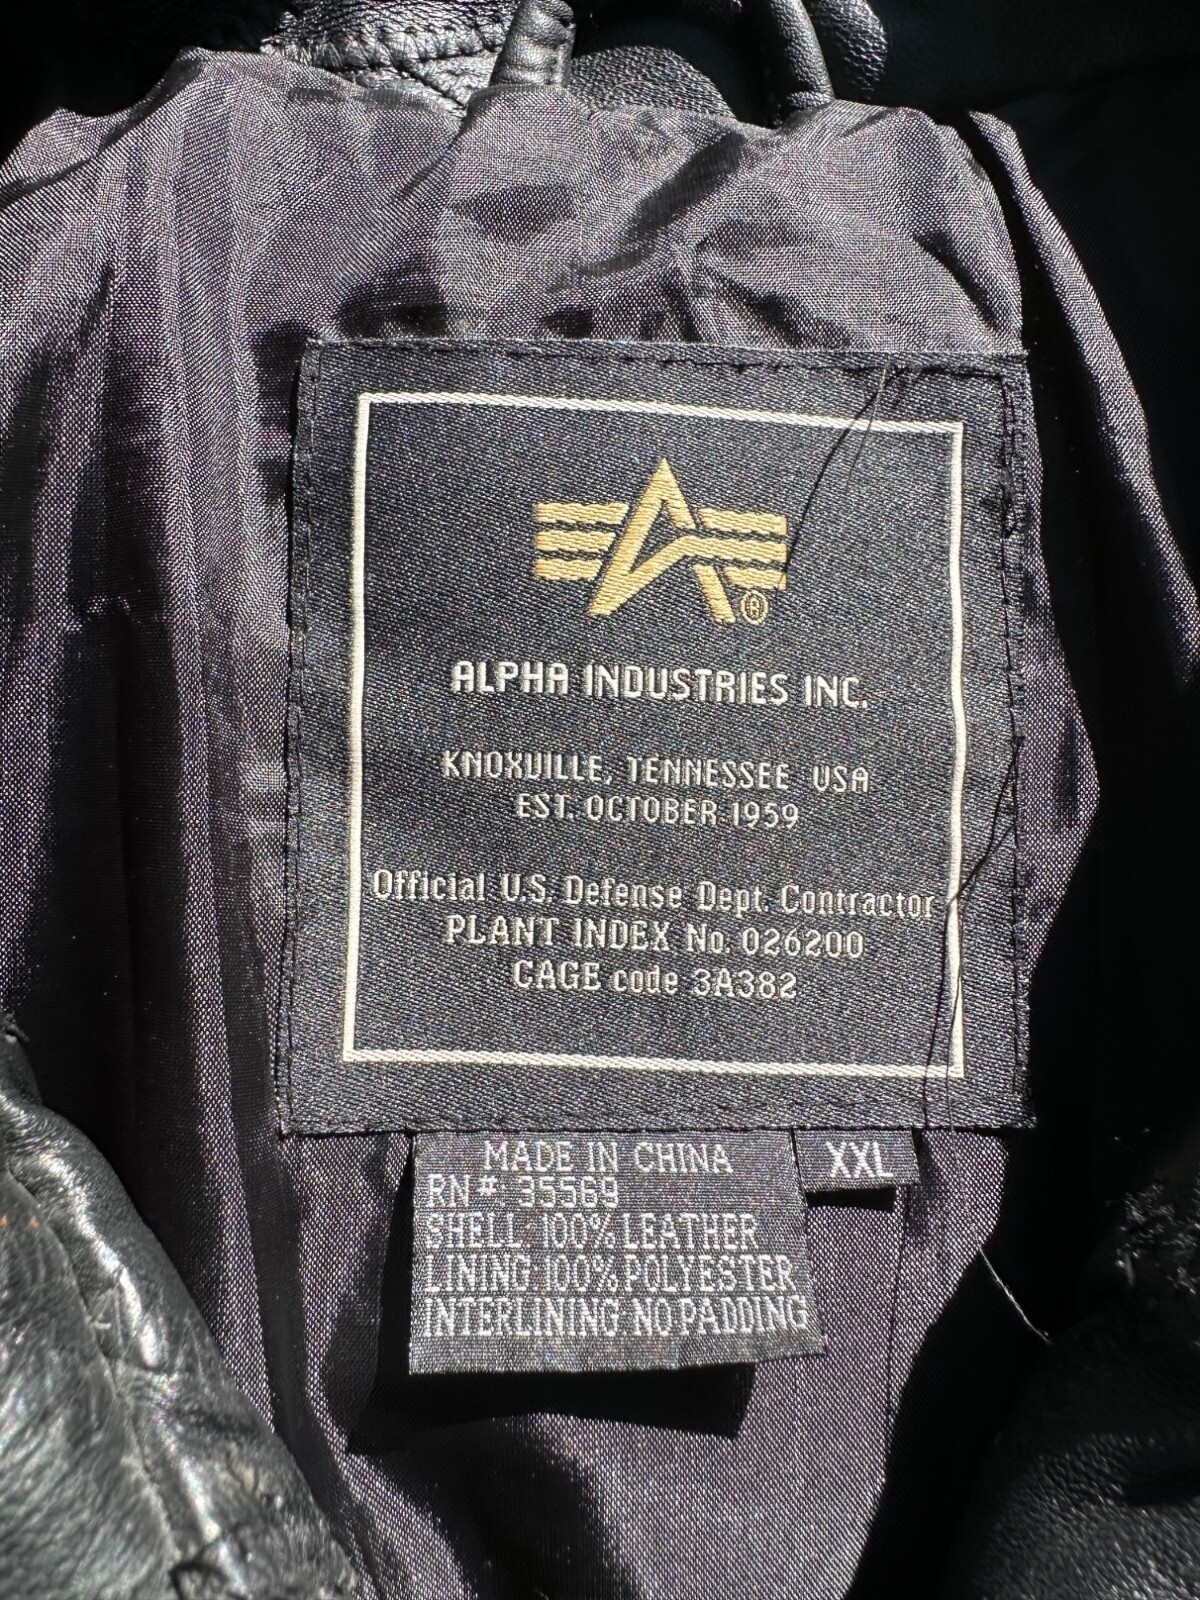 ®
ALPHA INDUSTRIES INC.
KNOXVILLE, TENNESSEE USA
EST. OCTOBER 1959
Official U.S. Defense Dept. Contractor
PLANT INDEX No. 026200
CAGE code 3A382
MADE IN CHINA
XXL
RN# 35569
SHELL 100% LEATHER
LINING 100% POLYESTER
INTERLINING NO PADDING